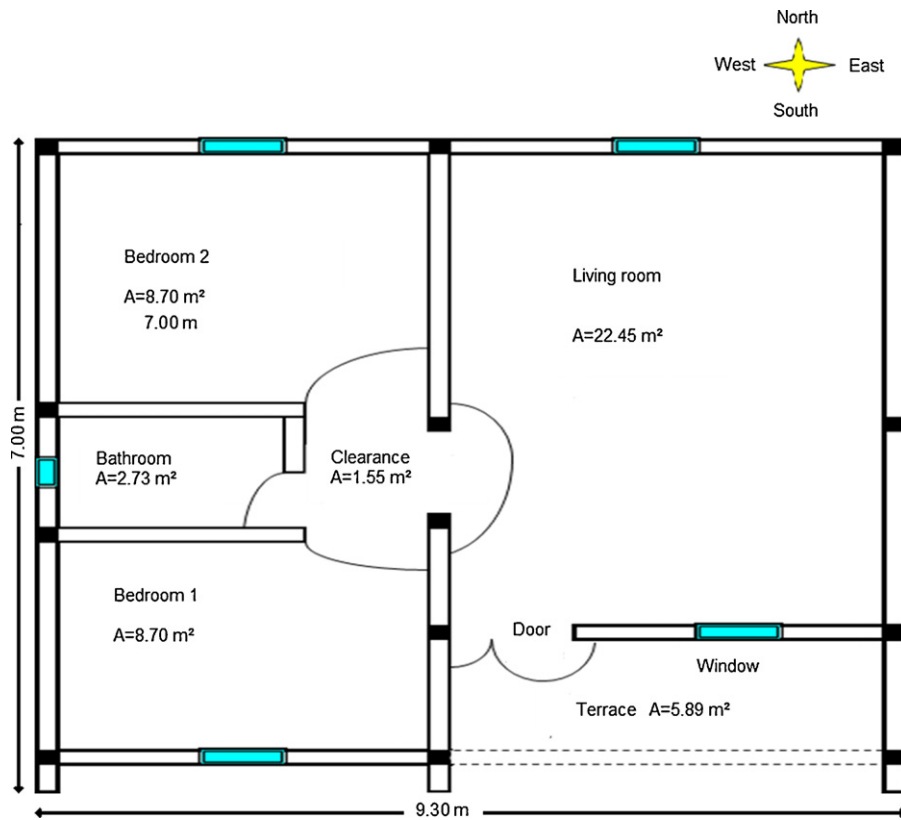 North
West East
South
Bedroom 2
A=8.70 m²
7.00 m
Living room
A=22.45 m²
7.00 m
Bathroom
A=2.73 m²
Clearance
A=1.55 m²
Bedroom 1
A=8.70 m²
Door
Window
Terrace A=5.89 m²
9.30 m